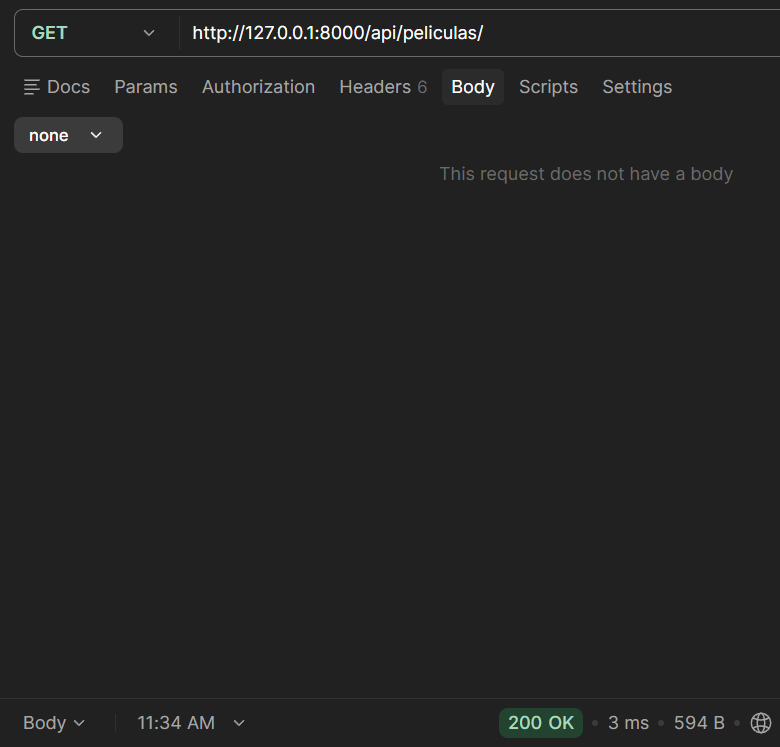 GET http://127.0.0.1:8000/api/peliculas/
Docs Params Authorization Headers 6 Body Scripts Settings
none
This request does not have a body
Body 11:34 AM 200 OK • 3 ms • 594 B •